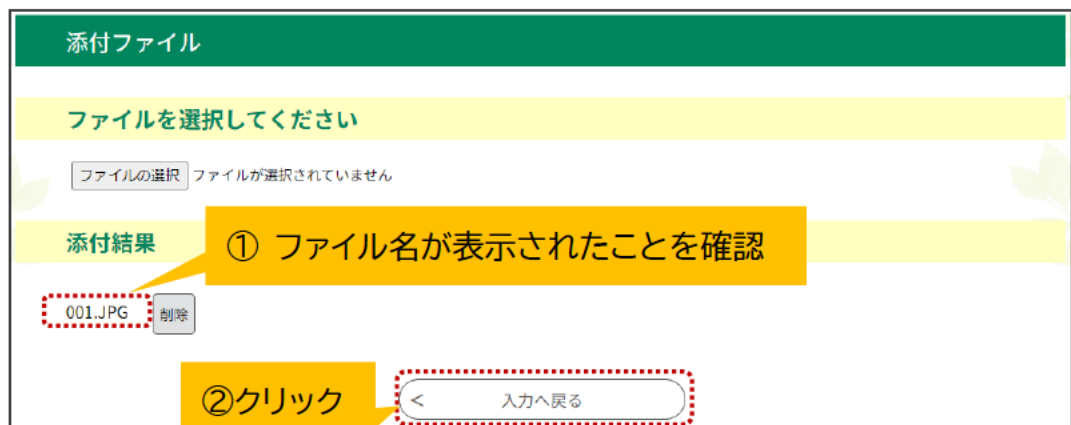 添付ファイル
ファイルを選択してください
ファイルの選択 ファイルが選択されていません
添付結果
① ファイル名が表示されたことを確認
001.JPG 削除
②クリック
< 入力へ戻る